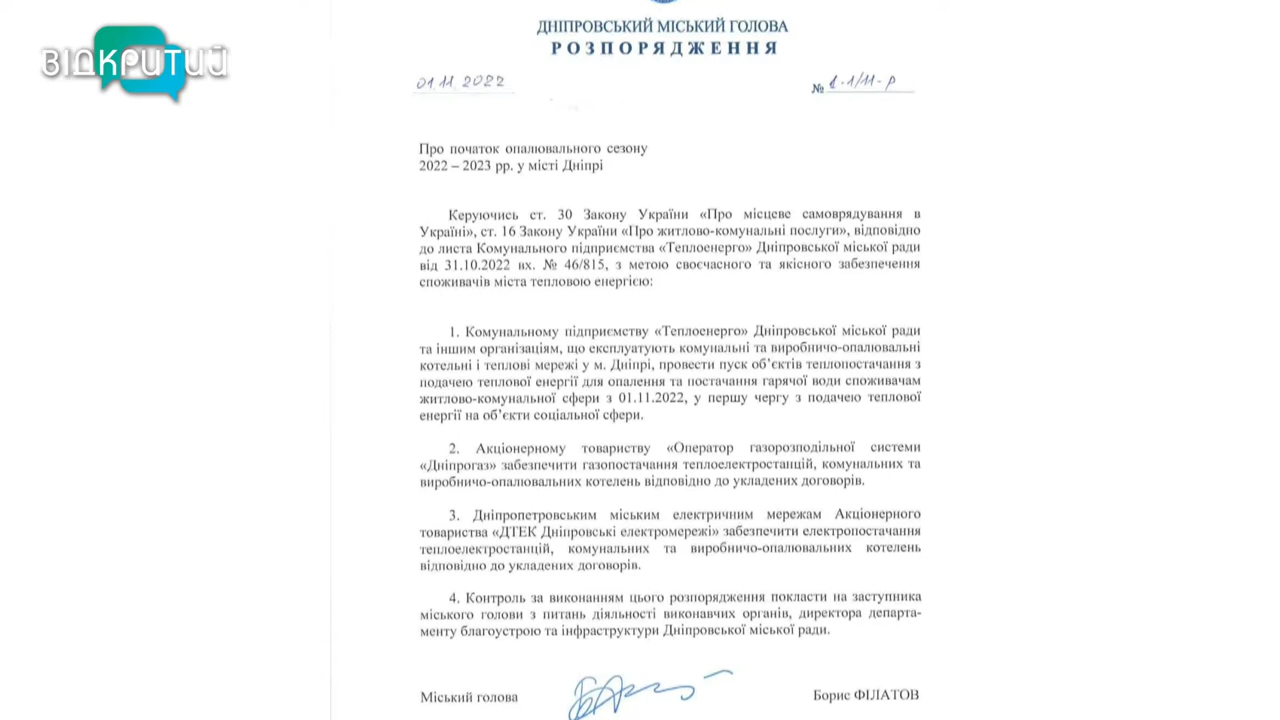 ВІДКРИТИЙ
ДНІПРОВСЬКИЙ МІСЬКИЙ ГОЛОВА
РОЗПОРЯДЖЕННЯ
01.11.2022
№ 1-1/11-р
Про початок опалювального сезону
2022 – 2023 рр. у місті Дніпрі
Керуючись ст. 30 Закону України «Про місцеве самоврядування в
Україні», ст. 16 Закону України «Про житлово-комунальні послуги», відповідно
до листа Комунального підприємства «Теплоенерго» Дніпровської міської ради
від 31.10.2022 вх. № 46/815, з метою своєчасного та якісного забезпечення
споживачів міста тепловою енергією:
1. Комунальному підприємству «Теплоенерго» Дніпровської міської ради
та іншим організаціям, що експлуатують комунальні та виробничо-опалювальні
котельні і теплові мережі у м. Дніпрі, провести пуск об’єктів теплопостачання з
подачею теплової енергії для опалення та постачання гарячої води споживачам
житлово-комунальної сфери з 01.11.2022, у першу чергу з подачею теплової
енергії на об’єкти соціальної сфери.
2. Акціонерному товариству «Оператор газорозподільної системи
«Дніпрогаз» забезпечити газопостачання теплоелектростанцій, комунальних та
виробничо-опалювальних котелень відповідно до укладених договорів.
3. Дніпропетровським міським електричним мережам Акціонерного
товариства «ДТЕК Дніпровські електромережі» забезпечити електропостачання
теплоелектростанцій, комунальних та виробничо-опалювальних котелень
відповідно до укладених договорів.
4. Контроль за виконанням цього розпорядження покласти на заступника
міського голови з питань діяльності виконавчих органів, директора департа-
менту благоустрою та інфраструктури Дніпровської міської ради.
Міський голова
Борис ФІЛАТОВ